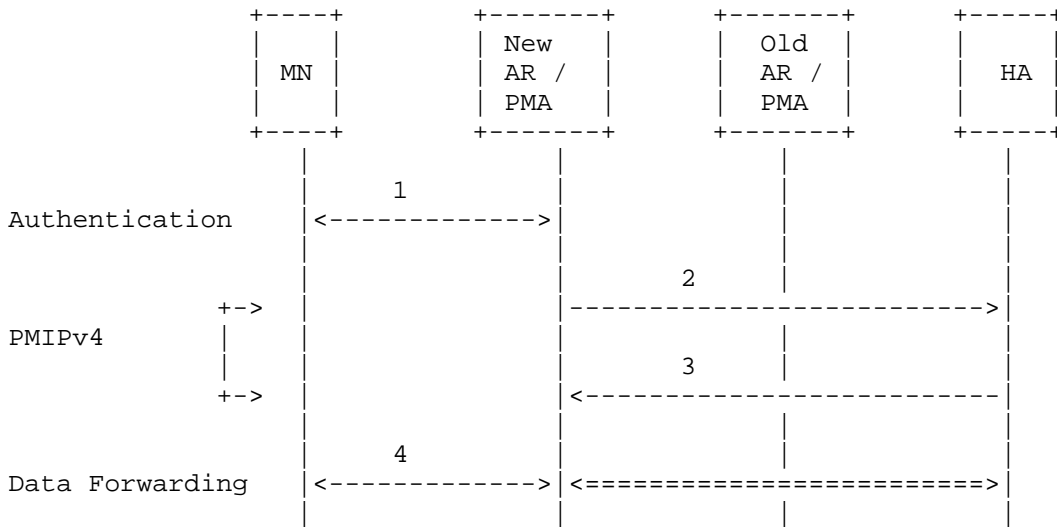 +----+ +-------+ +-------+ +-----+
| | | New | | Old | | |
| MN | | AR / | | AR / | | HA |
| | | PMA | | PMA | | |
+----+ +-------+ +-------+ +-----+
| | | |
| 1 | | |
Authentication |<------------->| | |
| | | |
| | 2 | |
+-> | |-------------------------->|
PMIPv4 | | | | |
| | | 3 | |
+-> | |<--------------------------|
| | | |
| 4 | | |
Data Forwarding |<------------->|<=========================>|
| | | |